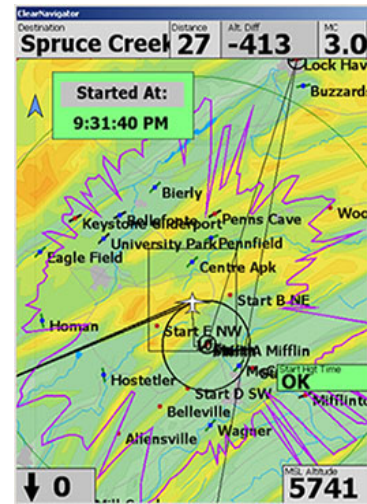 ClearNavigator
Destination Distance Alt. Diff MC
Spruce Creek 27 -413 3.0
Lock Hav
Buzzards
Started At:
9:31:40 PM
Bierly
Keystone Gliderport Bellefonte Penns Cave
Woo
University Park Pennfield
Eagle Field
Centre Apk
Start B NE
Homan
Start E NW
A Mifflin
Start Hgt Time
OK
Hostetler
Start D SW
Mifflinto
Belleville
Wagner
Allensville
MSL Altitude
0 5741